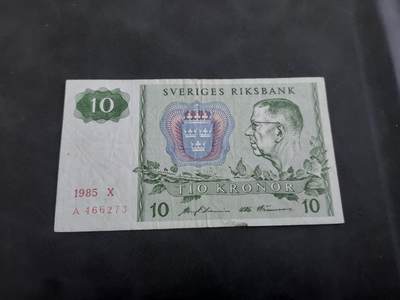 SVERIGES RIKSBANK
10
1985 X
A 466273
TIO KRONOR
10
10